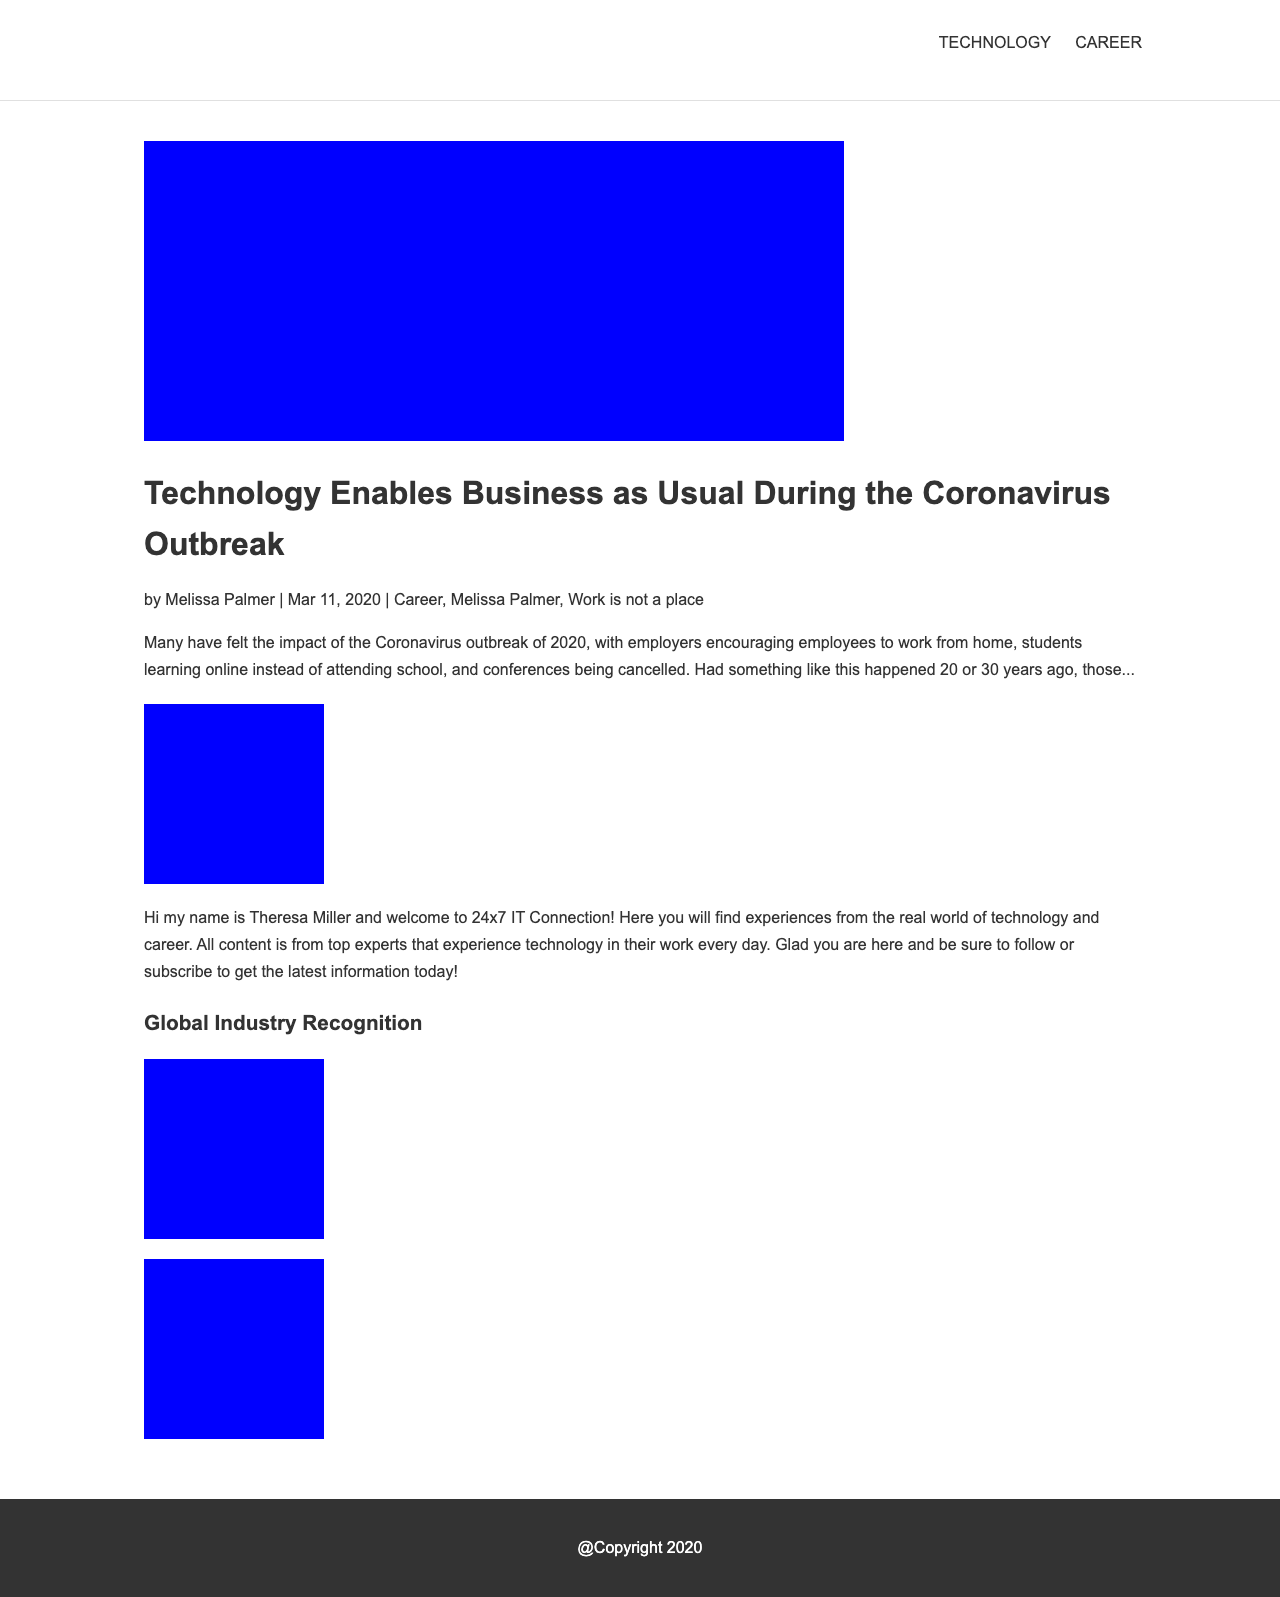 TECHNOLOGY CAREER
Technology Enables Business as Usual During the Coronavirus
Outbreak
by Melissa Palmer | Mar 11, 2020 | Career, Melissa Palmer, Work is not a place
Many have felt the impact of the Coronavirus outbreak of 2020, with employers encouraging employees to work from home, students
learning online instead of attending school, and conferences being cancelled. Had something like this happened 20 or 30 years ago, those...
Hi my name is Theresa Miller and welcome to 24x7 IT Connection! Here you will find experiences from the real world of technology and
career. All content is from top experts that experience technology in their work every day. Glad you are here and be sure to follow or
subscribe to get the latest information today!
Global Industry Recognition
@Copyright 2020